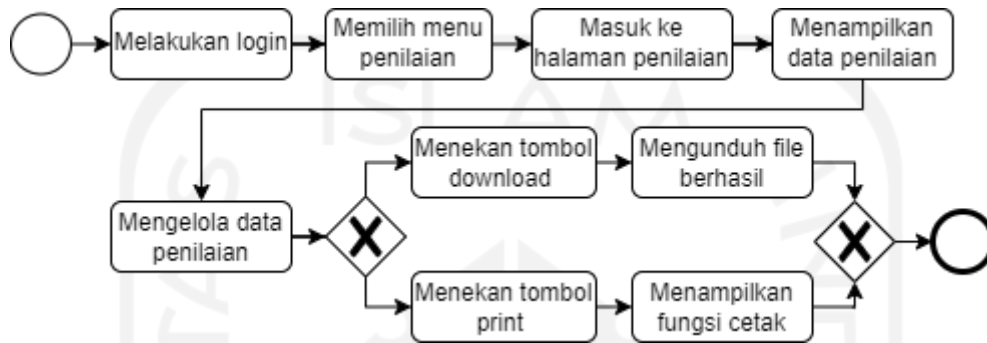 Melakukan login
Memilih menu
penilaian
Masuk ke
halaman penilaian
Menampilkan
data penilaian
Mengelola data
penilaian
Menekan tombol
download
Mengunduh file
berhasil
Menekan tombol
print
Menampilkan
fungsi cetak
ISLAM